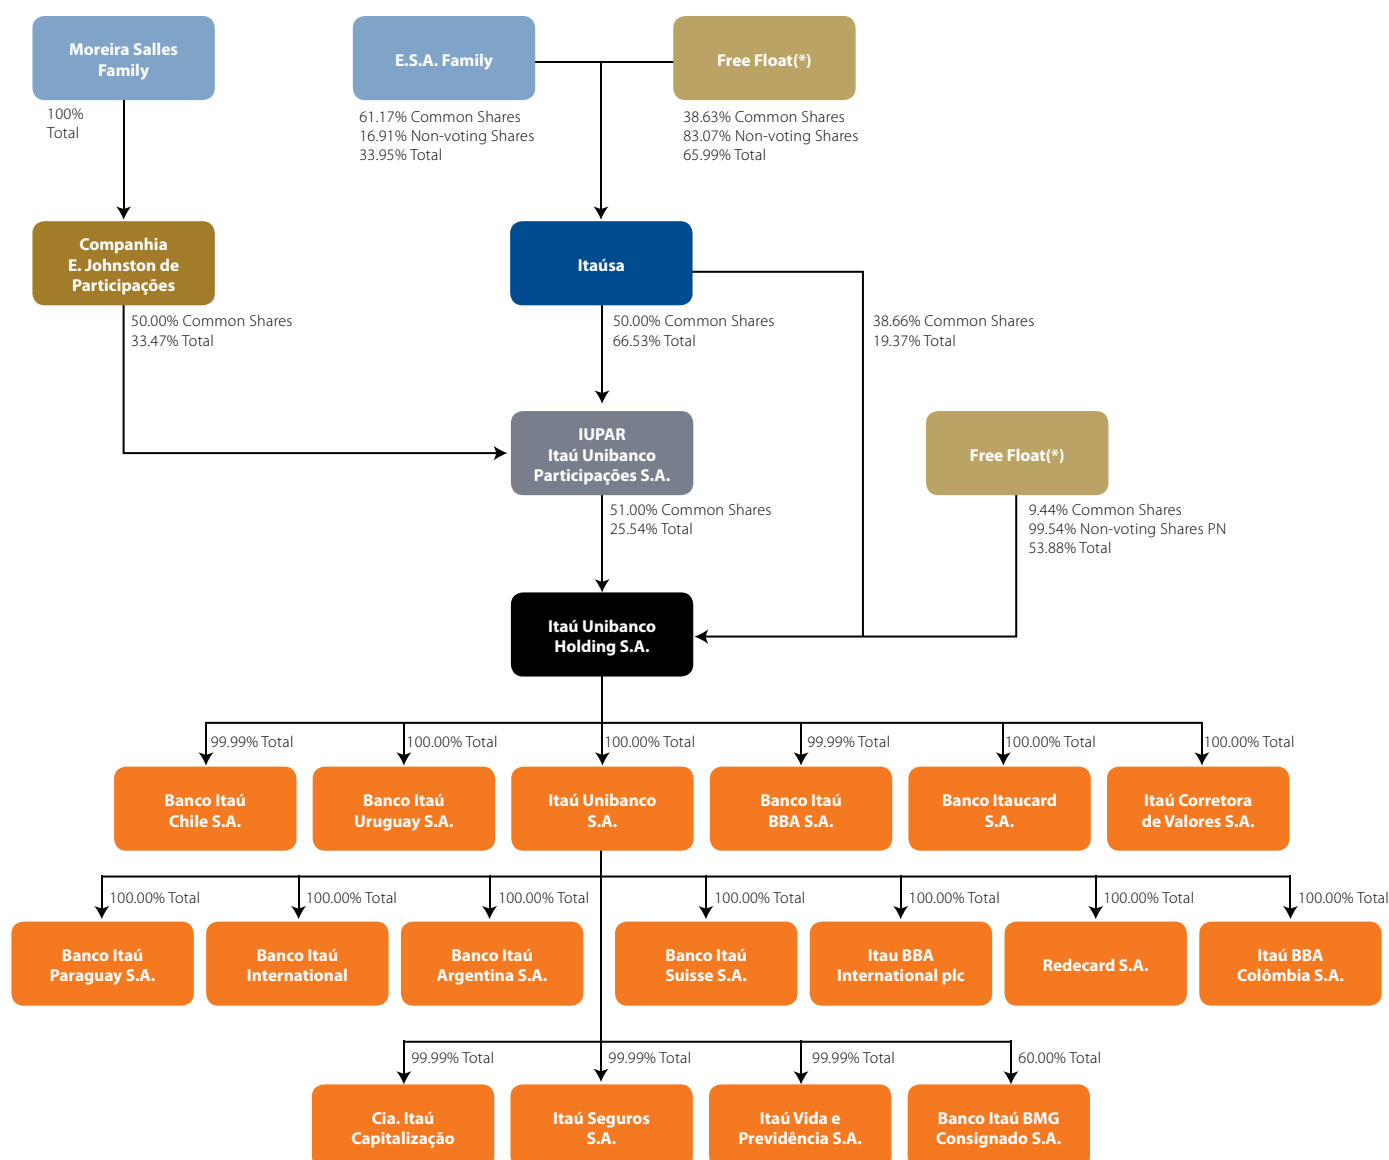 Moreira Salles
Family
E.S.A. Family
Free Float(*)
100%
Total
61.17% Common Shares
16.91% Non-voting Shares
33.95% Total
38.63% Common Shares
83.07% Non-voting Shares
65.99% Total
Companhia
E. Johnston de
Participações
Itaúsa
50.00% Common Shares
33.47% Total
50.00% Common Shares
66.53% Total
38.66% Common Shares
19.37% Total
IUPAR
Itaú Unibanco
Participações S.A.
Free Float(*)
51.00% Common Shares
25.54% Total
9.44% Common Shares
99.54% Non-voting Shares PN
53.88% Total
Itaú Unibanco
Holding S.A.
99.99% Total
100.00% Total
100.00% Total
99.99% Total
100.00% Total
100.00% Total
Banco Itaú
Chile S.A.
Banco Itaú
Uruguay S.A.
Itaú Unibanco
S.A.
Banco Itaú
BBA S.A.
Banco Itaucard
S.A.
Itaú Corretora
de Valores S.A.
100.00% Total
100.00% Total
100.00% Total
100.00% Total
100.00% Total
100.00% Total
100.00% Total
Banco Itaú
Paraguay S.A.
Banco Itaú
International
Banco Itaú
Argentina S.A.
Banco Itaú
Suisse S.A.
Itau BBA
International plc
Redecard S.A.
Itaú BBA
Colômbia S.A.
99.99% Total
99.99% Total
99.99% Total
60.00% Total
Cia. Itaú
Capitalização
Itaú Seguros
S.A.
Itaú Vida e
Previdência S.A.
Banco Itaú BMG
Consignado S.A.